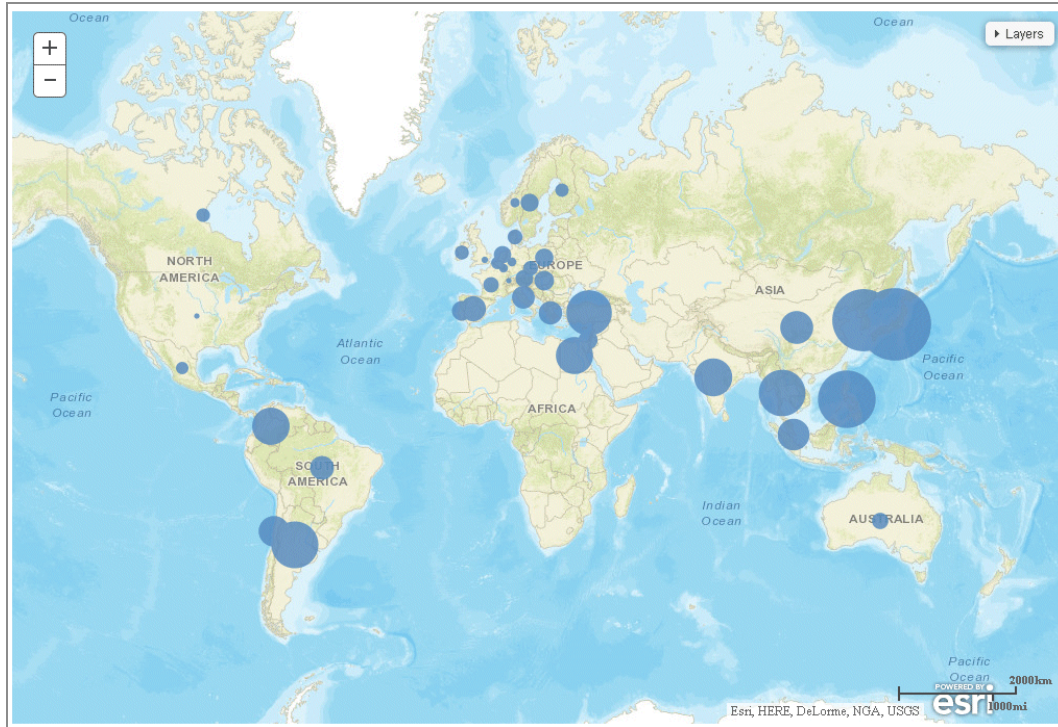 Ocean
Ocean
+
−
Layers
NORTH
AMERICA
EUROPE
ASIA
Atlantic
Ocean
Pacific
Ocean
Pacific
Ocean
AFRICA
SOUTH
AMERICA
Indian
Ocean
AUSTRALIA
Pacific
Ocean
2000km
POWERED BY
esri
1000mi
Esri, HERE, DeLorme, NGA, USGS